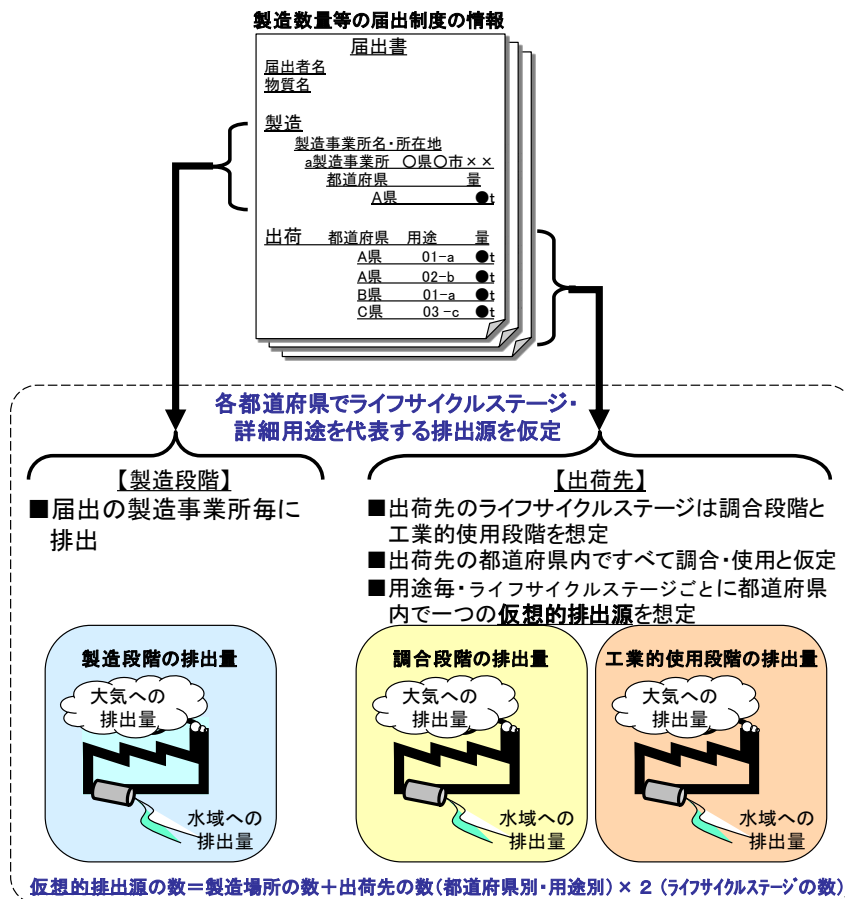 製造数量等の届出制度の情報
届出書
届出者名
物質名
製造
製造事業所名・所在地
a製造事業所 〇県〇市××
都道府県 量
A県 ●t
出荷 都道府県 用途 量
A県 01-a ●t
A県 02-b ●t
B県 01-a ●t
C県 03-c ●t
各都道府県でライフサイクルステージ・
詳細用途を代表する排出源を仮定
【製造段階】
■届出の製造事業所毎に
排出
【出荷先】
■出荷先のライフサイクルステージは調合段階と
工業的使用段階を想定
■出荷先の都道府県内ですべて調合・使用と仮定
■用途毎・ライフサイクルステージごとに都道府県
内で一つの仮想的排出源を想定
製造段階の排出量
大気への
排出量
水域への
排出量
調合段階の排出量
大気への
排出量
水域への
排出量
工業的使用段階の排出量
大気への
排出量
水域への
排出量
仮想的排出源の数=製造場所の数+出荷先の数(都道府県別・用途別)×2(ライフサイクルステージの数)